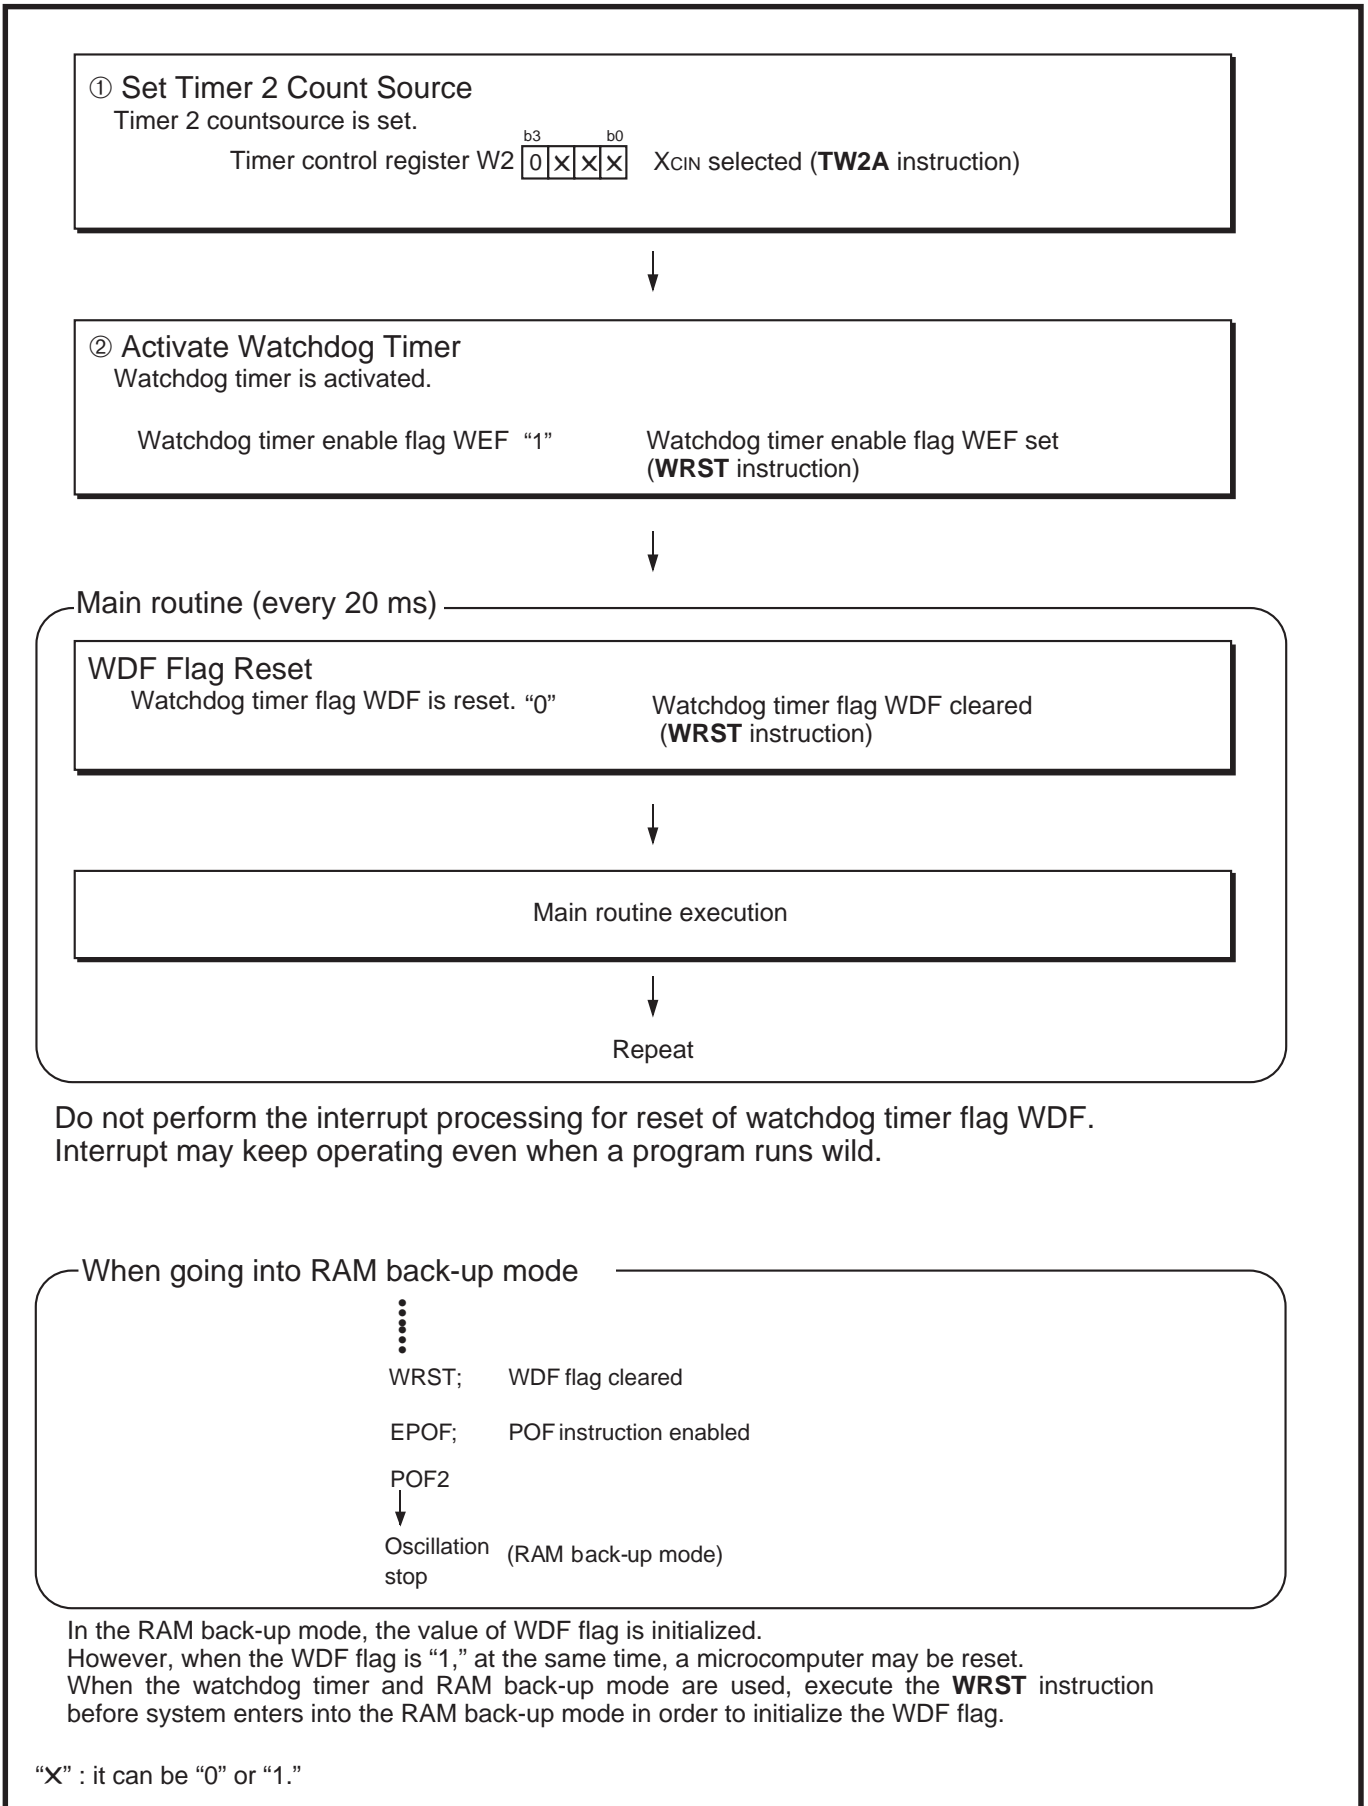 ① Set Timer 2 Count Source
Timer 2 countsource is set.
b3 b0
Timer control register W2 0 X X X XCIN selected (TW2A instruction)
② Activate Watchdog Timer
Watchdog timer is activated.
Watchdog timer enable flag WEF “1” Watchdog timer enable flag WEF set
(WRST instruction)
Main routine (every 20 ms)
WDF Flag Reset
Watchdog timer flag WDF is reset. “0” Watchdog timer flag WDF cleared
(WRST instruction)
Main routine execution
Repeat
Do not perform the interrupt processing for reset of watchdog timer flag WDF.
Interrupt may keep operating even when a program runs wild.
When going into RAM back-up mode
WRST; WDF flag cleared
EPOF; POF instruction enabled
POF2
Oscillation (RAM back-up mode)
stop
In the RAM back-up mode, the value of WDF flag is initialized.
However, when the WDF flag is “1,” at the same time, a microcomputer may be reset.
When the watchdog timer and RAM back-up mode are used, execute the WRST instruction
before system enters into the RAM back-up mode in order to initialize the WDF flag.
“X” : it can be “0” or “1.”